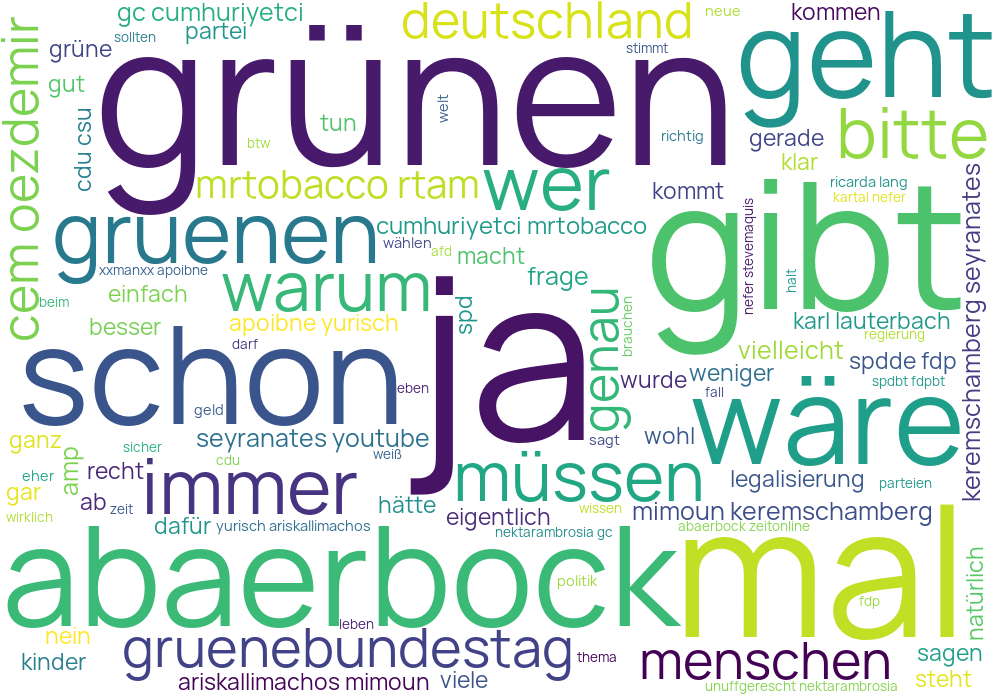 gc cumhuriyetci
deutschland
neue
kommen
partei
sollten
grüne
stimmt
geht
gut
grünen
cem oezdemir
cdu csu
welt
tun
btw
richtig
gerade
bitte
klar
mrtobacco rtam
wer
kommt
ricarda lang
kartal nefer
gruenen
cumhuriyetci mrtobacco
wählen
afd
macht
gibt
nefer stevemaquis
keremschamberg seyranates
xxmanxx apoibne
warum
frage
halt
einfach
beim
spd
genau
brauchen
karl lauterbach
besser
apoibne yurisch
regierung
darf
vielleicht
spdde fdp
schon
ja
eben
wurde
weniger
fall
spdbt fdpbt
geld
wäre
ganz
seyranates youtube
sagt
wohl
sicher
weiß
amp
cdu
eher
recht
immer
müssen
legalisierung
parteien
gar
ab
zeit
hätte
eigentlich
wissen
mimoun keremschamberg
wirklich
dafür
yurisch ariskallimachos
nektarambrosia gc
abaerbock zeitonline
abaerbock
mal
natürlich
politik
fdp
leben
nein
gruenebundestag
thema
menschen
sagen
kinder
ariskallimachos mimoun
viele
unuffgerescht nektarambrosia
steht